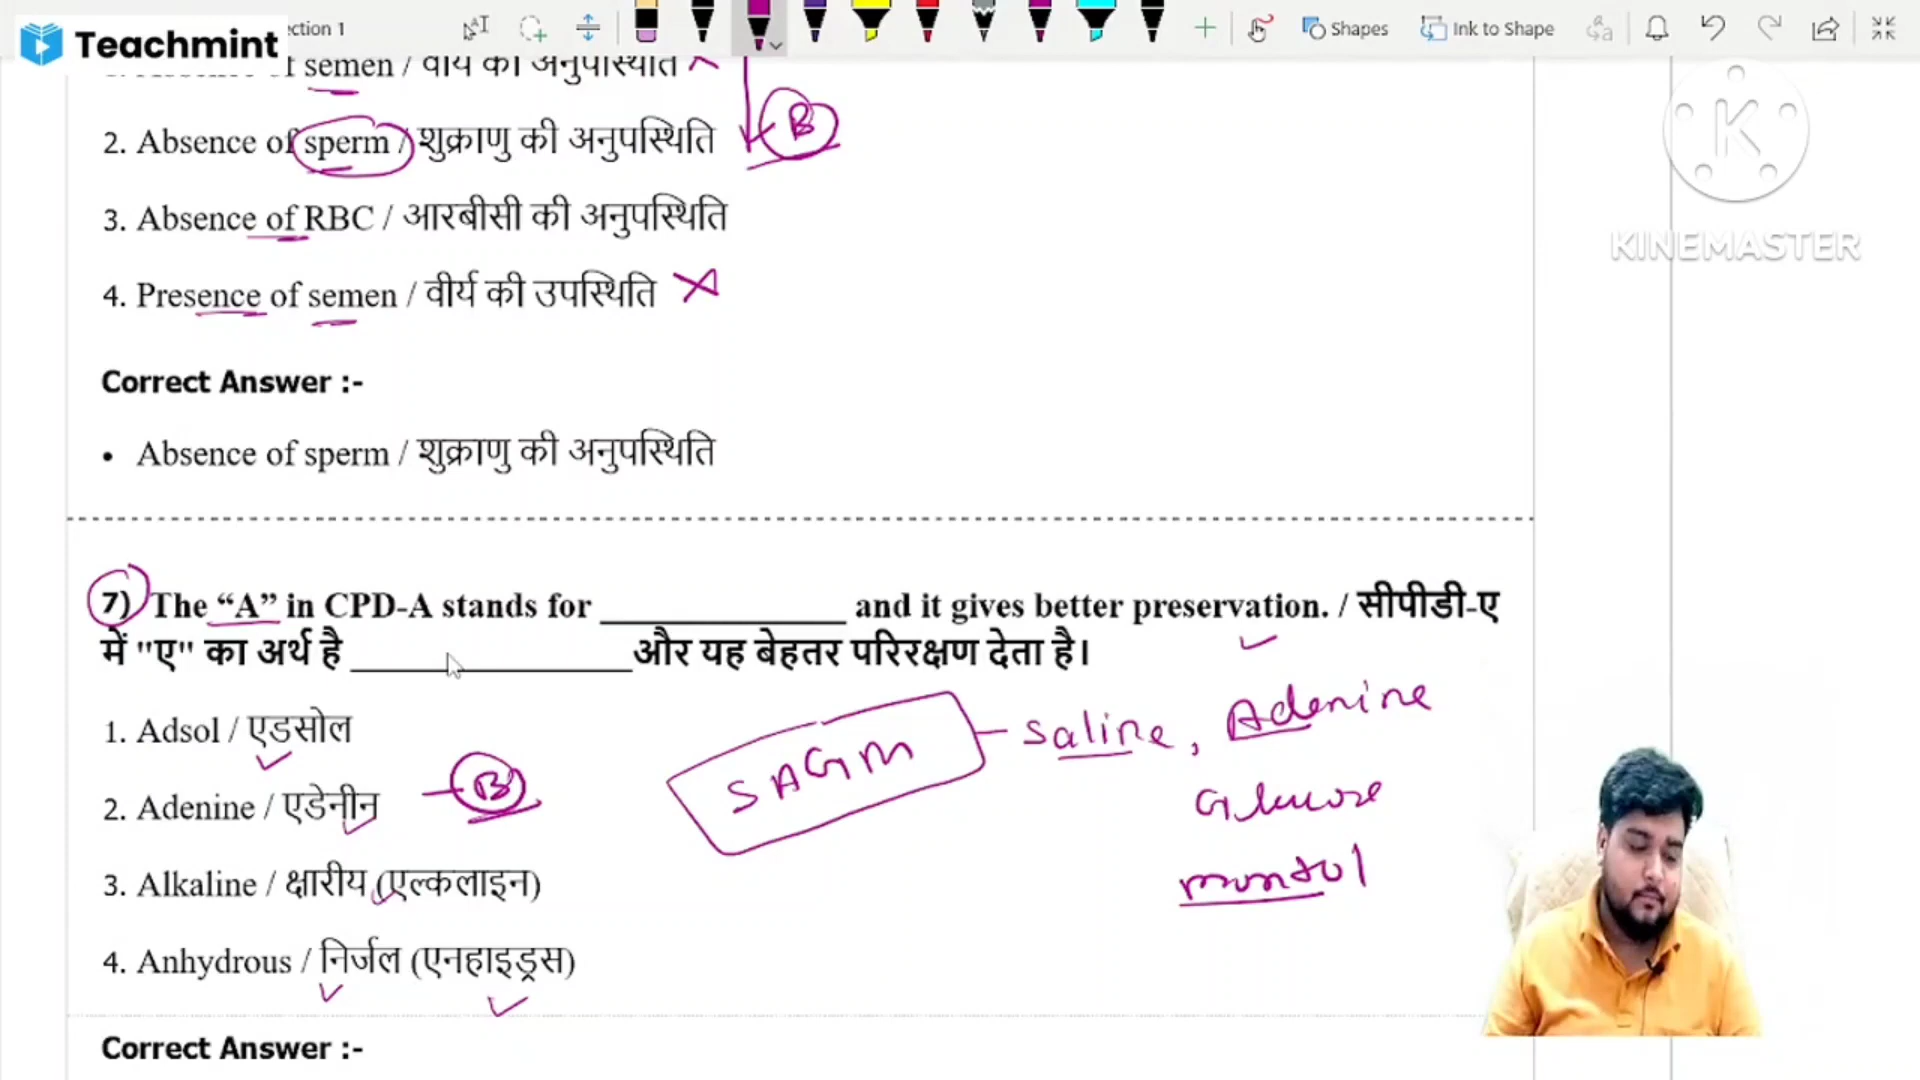 Teachmint
ection 1
Shapes
Ink to Shape
semen / वीर्य की अनुपस्थिति
2. Absence of sperm / शुक्राणु की अनुपस्थिति
B
3. Absence of RBC / आरबीसी की अनुपस्थिति
4. Presence of semen / वीर्य की उपस्थिति
K
KINEMASTER
Correct Answer :-
• Absence of sperm / शुक्राणु की अनुपस्थिति
7) The “A” in CPD-A stands for ________________ and it gives better preservation. / सीपीडी-ए
में "ए" का अर्थ है ________________और यह बेहतर परिरक्षण देता है।
1. Adsol / एडसोल
SAGM
saline, Adenine
2. Adenine / एडेनीन
B
Glucose
3. Alkaline / क्षारीय (एल्कलाइन)
4. Anhydrous / निर्जल (एनहाइड्रस)
Correct Answer :-